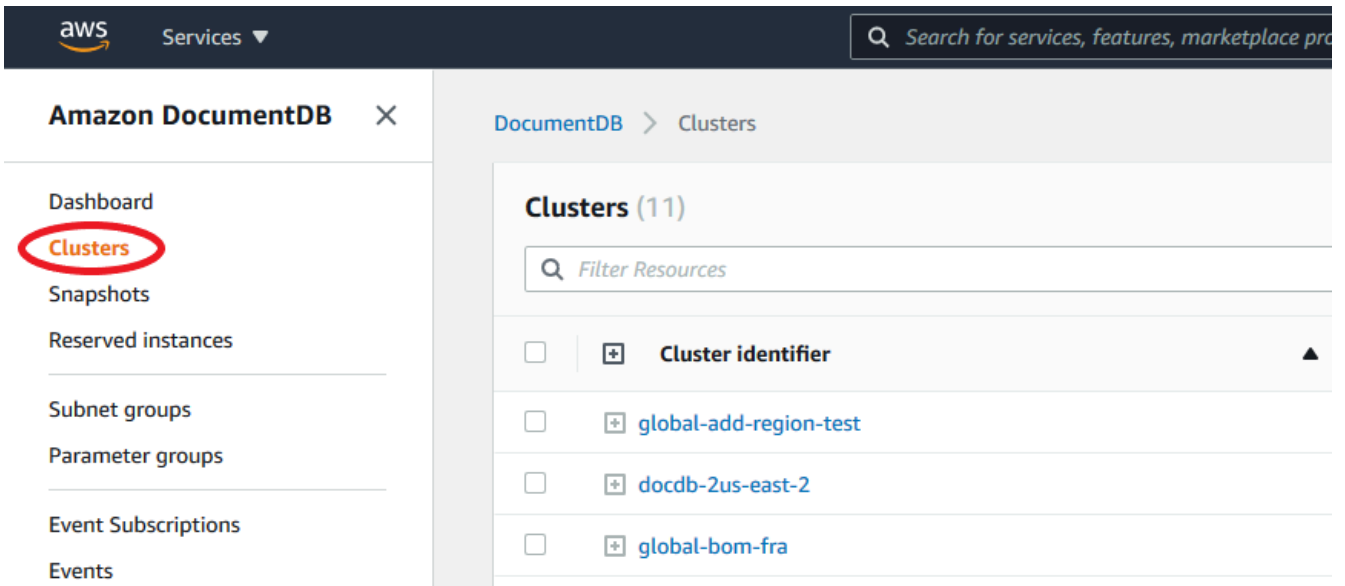 aws Services ▼ Search for services, features, marketplace pro
Amazon DocumentDB
Dashboard
Clusters
Snapshots
Reserved instances
Subnet groups
Parameter groups
Event Subscriptions
Events
DocumentDB > Clusters
Clusters (11)
Filter Resources
Cluster identifier
global-add-region-test
docdb-2us-east-2
global-bom-fra